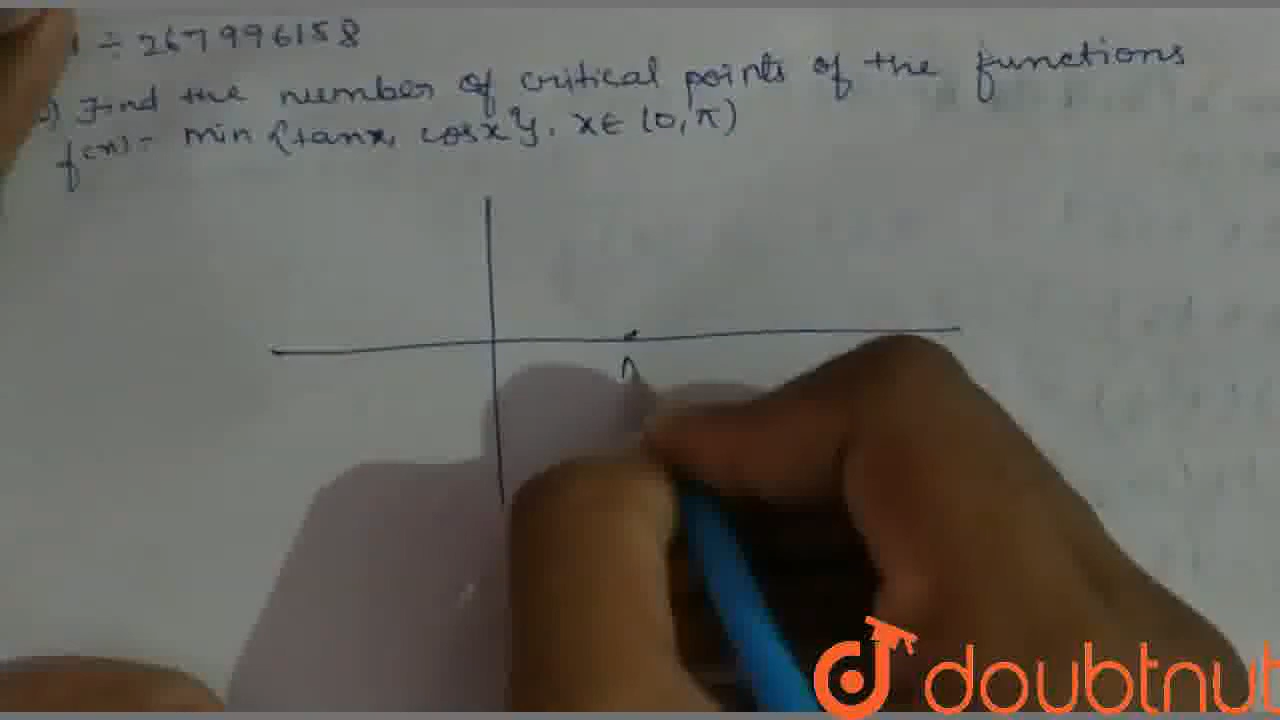 ÷ 267996158
Find the number of critical points of the functions
f(x)= min {tanx, cosx}, x∈ (0,π)
doubtnut